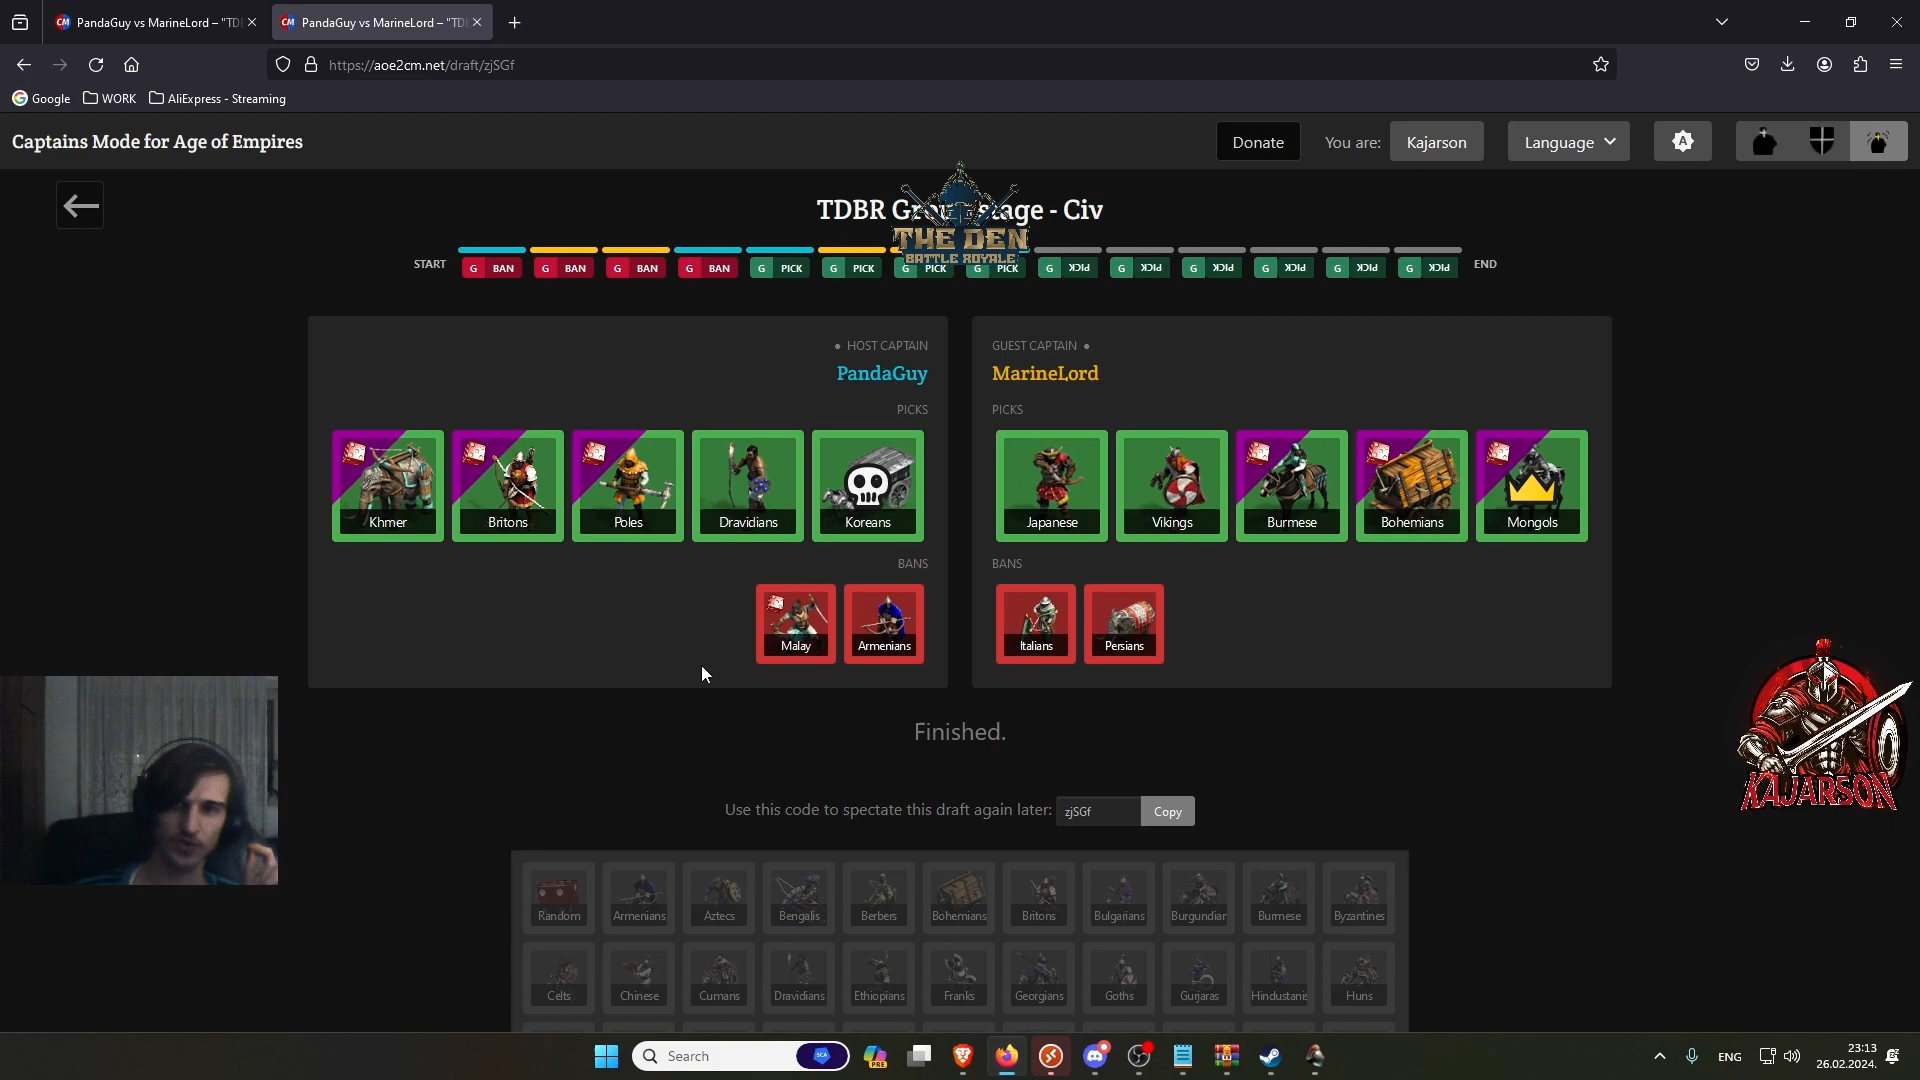 PandaGuy vs MarineLord – "TD
PandaGuy vs MarineLord – "TD
https://aoe2cm.net/draft/zjSGf
Google
WORK
AliExpress - Streaming
Captains Mode for Age of Empires
Donate
You are:
Kajarson
Language
A
TDBR Group stage - Civ
THE DEN
BATTLE ROYALE
START
G BAN
G BAN
G BAN
G BAN
G PICK
G PICK
G PICK
G PICK
G PICK
G PICK
G PICK
G PICK
G PICK
G PICK
END
HOST CAPTAIN
PandaGuy
PICKS
Khmer
Britons
Poles
Dravidians
Koreans
BANS
Malay
Armenians
GUEST CAPTAIN
MarineLord
PICKS
Japanese
Vikings
Burmese
Bohemians
Mongols
BANS
Italians
Persians
KAJARSON
Finished.
Use this code to spectate this draft again later:
zjSGf
Copy
Random
Armenians
Aztecs
Bengalis
Berbers
Bohemians
Britons
Bulgarians
Burgundian
Burmese
Byzantines
Celts
Chinese
Cumans
Dravidians
Ethiopians
Franks
Georgians
Goths
Gurjaras
Hindustanis
Huns
Search
SCA
PRE
ENG
23:13
26.02.2024.